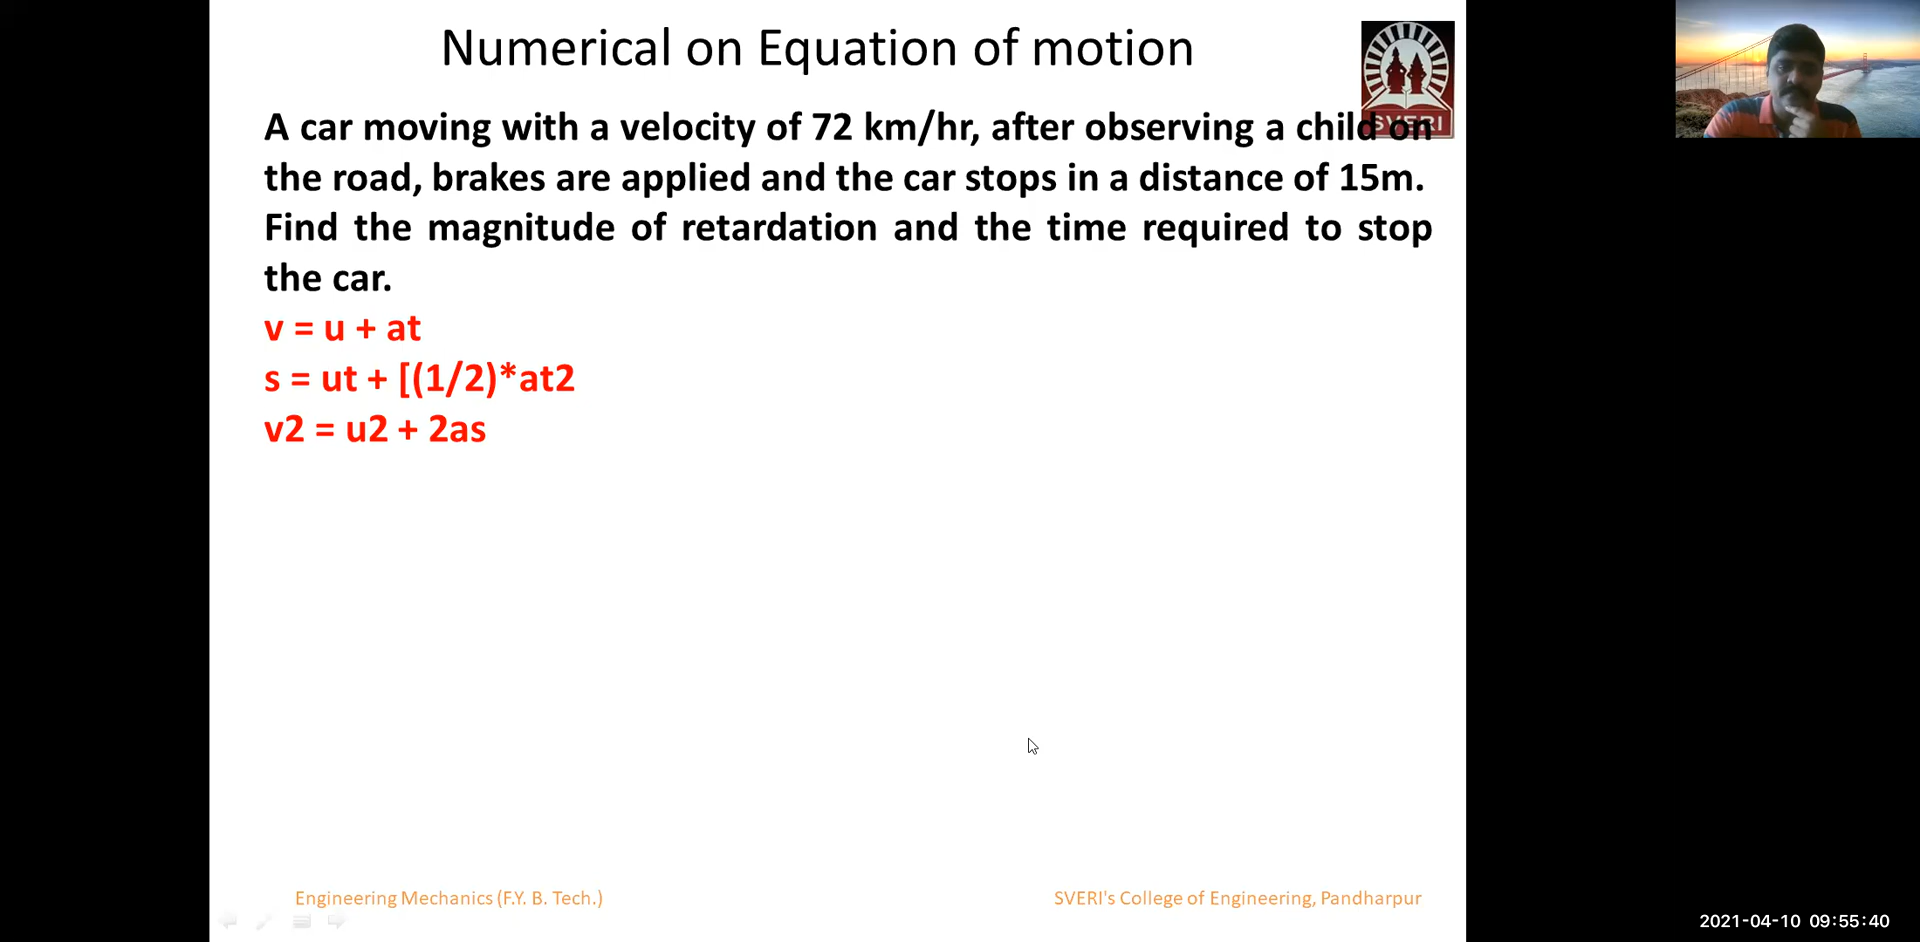 Numerical on Equation of motion
SVERI
A car moving with a velocity of 72 km/hr, after observing a child on
the road, brakes are applied and the car stops in a distance of 15m.
Find the magnitude of retardation and the time required to stop
the car.
v = u + at
s = ut + [(1/2)*at2
v2 = u2 + 2as
Engineering Mechanics (F.Y. B. Tech.)
SVERI's College of Engineering, Pandharpur
2021-04-10 09:55:40